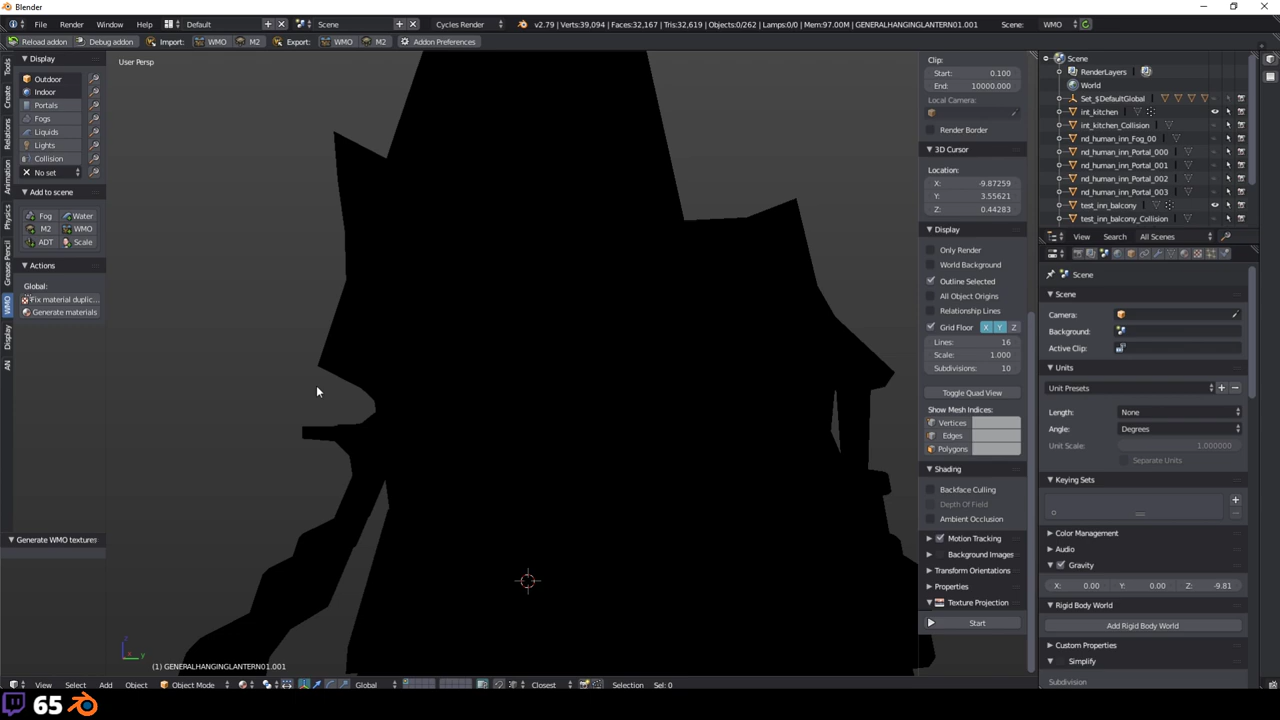 Blender
File Render Window Help Default Scene Cycles Render v2.79 | Verts:39,094 | Faces:32,167 | Tris:32,619 | Objects:0/262 | Lamps:0/0 | Mem:97.00M | GENERALHANGINGLANTERN01.001 Scene: WMO
Reload addon Debug addon Import: WMO M2 Export: WMO M2 Addon Preferences
Tools
Create
Relations
Animation
Physics
Grease Pencil
WMO
Display
AN
Display
Outdoor
Indoor
Portals
Fogs
Liquids
Lights
Collision
No set
Add to scene
Fog Water
M2 WMO
ADT Scale
Actions
Global:
Fix material duplic...
Generate materials
Generate WMO textures
User Persp
(1) GENERALHANGINGLANTERN01.001
Clip:
Start: 0.100
End: 10000.000
Local Camera:
Render Border
3D Cursor
Location:
X: -9.87259
Y: 3.55621
Z: 0.44283
Display
Only Render
World Background
Outline Selected
All Object Origins
Relationship Lines
Grid Floor X Y Z
Lines: 16
Scale: 1.000
Subdivisions: 10
Toggle Quad View
Show Mesh Indices:
Vertices
Edges
Polygons
Shading
Backface Culling
Depth Of Field
Ambient Occlusion
Motion Tracking
Background Images
Transform Orientations
Properties
Texture Projection
Start
Scene
RenderLayers
World
Set_$DefaultGlobal
int_kitchen
int_kitchen_Collision
nd_human_inn_Fog_00
nd_human_inn_Portal_000
nd_human_inn_Portal_001
nd_human_inn_Portal_002
nd_human_inn_Portal_003
test_inn_balcony
test_inn_balcony_Collision
View Search All Scenes
Scene
Scene
Camera:
Background:
Active Clip:
Units
Unit Presets
Length: None
Angle: Degrees
Unit Scale: 1.000000
Separate Units
Keying Sets
Color Management
Audio
Gravity
X: 0.00 Y: 0.00 Z: -9.81
Rigid Body World
Add Rigid Body World
Custom Properties
Simplify
Subdivision
View Select Add Object Object Mode Global Closest Selection Sel: 0
65